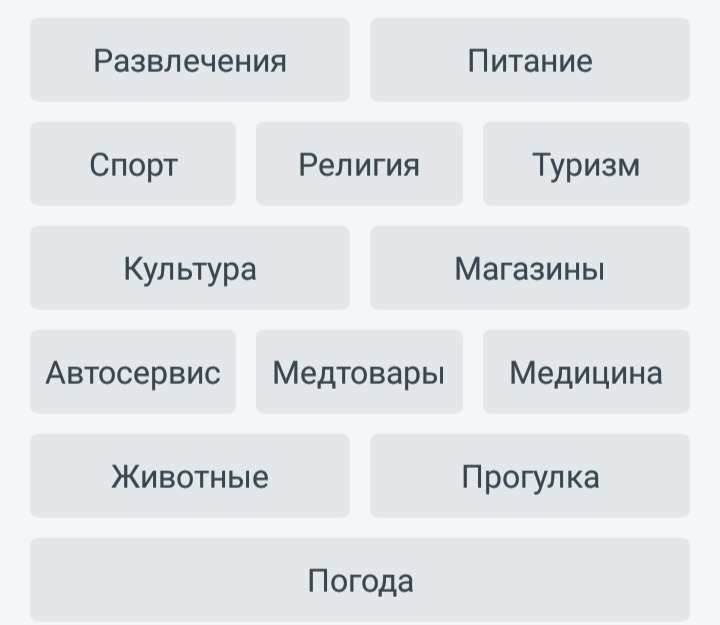 Развлечения Питание
Спорт Религия Туризм
Культура Магазины
Автосервис Медтовары Медицина
Животные Прогулка
Погода